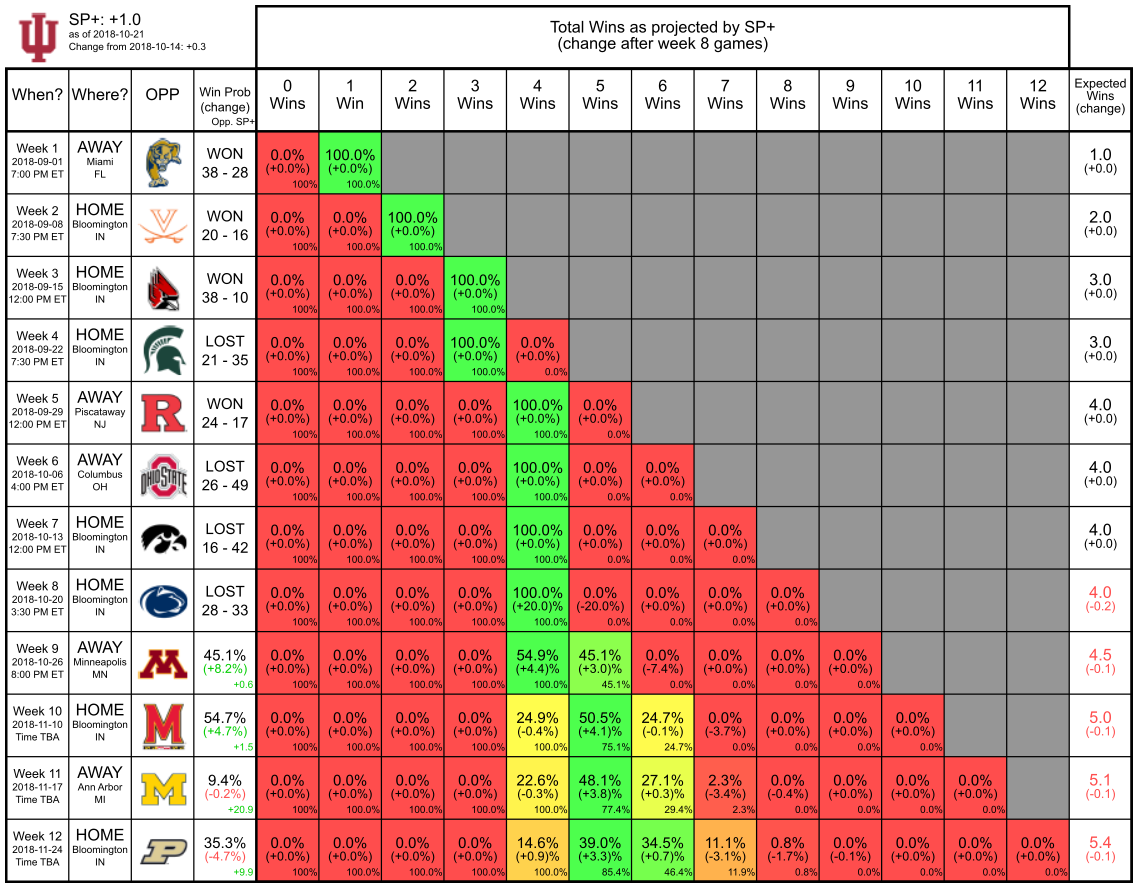 SP+: +1.0
as of 2018-10-21
Change from 2018-10-14: +0.3
Total Wins as projected by SP+
(change after week 8 games)
When? Where? OPP Win Prob (change) Opp. SP+ 0 Wins 1 Win 2 Wins 3 Wins 4 Wins 5 Wins 6 Wins 7 Wins 8 Wins 9 Wins 10 Wins 11 Wins 12 Wins Expected Wins (change)
Week 1 AWAY WON 0.0% 100.0% 1.0
2018-09-01 Miami (+0.0%) (+0.0%) (+0.0)
7:00 PM ET FL 38 - 28 100% 100.0%
Week 2 HOME WON 0.0% 0.0% 100.0% 2.0
2018-09-08 Bloomington (+0.0%) (+0.0%) (+0.0%) (+0.0)
7:30 PM ET IN 20 - 16 100% 100.0% 100.0%
Week 3 HOME WON 0.0% 0.0% 0.0% 100.0% 3.0
2018-09-15 Bloomington (+0.0%) (+0.0%) (+0.0%) (+0.0%) (+0.0)
12:00 PM ET IN 38 - 10 100% 100.0% 100.0% 100.0%
Week 4 HOME LOST 0.0% 0.0% 0.0% 100.0% 0.0% 3.0
2018-09-22 Bloomington (+0.0%) (+0.0%) (+0.0%) (+0.0%) (+0.0%) (+0.0)
7:30 PM ET IN 21 - 35 100% 100.0% 100.0% 100.0% 0.0%
Week 5 AWAY R WON 0.0% 0.0% 0.0% 0.0% 100.0% 0.0% 4.0
2018-09-29 Piscataway (+0.0%) (+0.0%) (+0.0%) (+0.0%) (+0.0%) (+0.0%) (+0.0)
12:00 PM ET NJ 24 - 17 100% 100.0% 100.0% 100.0% 100.0% 0.0%
Week 6 AWAY OHIO STATE LOST 0.0% 0.0% 0.0% 0.0% 100.0% 0.0% 0.0% 4.0
2018-10-06 Columbus (+0.0%) (+0.0%) (+0.0%) (+0.0%) (+0.0%) (+0.0%) (+0.0%) (+0.0)
4:00 PM ET OH 26 - 49 100% 100.0% 100.0% 100.0% 100.0% 0.0% 0.0%
Week 7 HOME LOST 0.0% 0.0% 0.0% 0.0% 100.0% 0.0% 0.0% 0.0% 4.0
2018-10-13 Bloomington (+0.0%) (+0.0%) (+0.0%) (+0.0%) (+0.0%) (+0.0%) (+0.0%) (+0.0%) (+0.0)
12:00 PM ET IN 16 - 42 100% 100.0% 100.0% 100.0% 100.0% 0.0% 0.0% 0.0%
Week 8 HOME LOST 0.0% 0.0% 0.0% 0.0% 100.0% 0.0% 0.0% 0.0% 0.0% 4.0
2018-10-20 Bloomington (+0.0%) (+0.0%) (+0.0%) (+0.0%) (+20.0)% (-20.0%) (+0.0%) (+0.0%) (+0.0%) (-0.2)
3:30 PM ET IN 28 - 33 100% 100.0% 100.0% 100.0% 100.0% 0.0% 0.0% 0.0% 0.0%
Week 9 AWAY M 45.1% 0.0% 0.0% 0.0% 0.0% 54.9% 45.1% 0.0% 0.0% 0.0% 0.0% 4.5
2018-10-26 Minneapolis (+8.2%) (+0.0%) (+0.0%) (+0.0%) (+0.0%) (+4.4)% (+3.0)% (-7.4%) (+0.0%) (+0.0%) (+0.0%) (-0.1)
8:00 PM ET MN +0.6 100% 100.0% 100.0% 100.0% 100.0% 45.1% 0.0% 0.0% 0.0% 0.0%
Week 10 HOME M 54.7% 0.0% 0.0% 0.0% 0.0% 24.9% 50.5% 24.7% 0.0% 0.0% 0.0% 0.0% 5.0
2018-11-10 Bloomington (+4.7%) (+0.0%) (+0.0%) (+0.0%) (+0.0%) (-0.4%) (+4.1)% (-0.1%) (-3.7%) (+0.0%) (+0.0%) (+0.0%) (-0.1)
Time TBA IN +1.5 100% 100.0% 100.0% 100.0% 100.0% 75.1% 24.7% 0.0% 0.0% 0.0% 0.0%
Week 11 AWAY M 9.4% 0.0% 0.0% 0.0% 0.0% 22.6% 48.1% 27.1% 2.3% 0.0% 0.0% 0.0% 0.0% 5.1
2018-11-17 Ann Arbor (-0.2%) (+0.0%) (+0.0%) (+0.0%) (+0.0%) (-0.3%) (+3.8)% (+0.3%) (-3.4%) (-0.4%) (+0.0%) (+0.0%) (+0.0%) (-0.1)
Time TBA MI +20.9 100% 100.0% 100.0% 100.0% 100.0% 77.4% 29.4% 2.3% 0.0% 0.0% 0.0% 0.0%
Week 12 HOME P 35.3% 0.0% 0.0% 0.0% 0.0% 14.6% 39.0% 34.5% 11.1% 0.8% 0.0% 0.0% 0.0% 0.0% 5.4
2018-11-24 Bloomington (-4.7%) (+0.0%) (+0.0%) (+0.0%) (+0.0%) (+0.9)% (+3.3)% (+0.7%) (-3.1%) (-1.7%) (-0.1%) (+0.0%) (+0.0%) (+0.0%) (-0.1)
Time TBA IN +9.9 100% 100.0% 100.0% 100.0% 100.0% 85.4% 46.4% 11.9% 0.8% 0.0% 0.0% 0.0% 0.0%